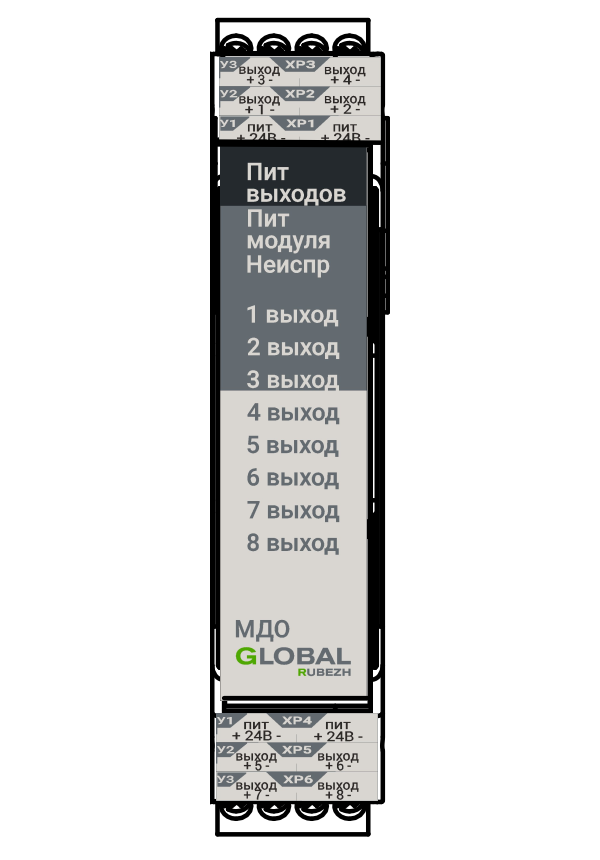 У3 ХР3
выход выход
+ 3 - + 4 -
У2 ХР2
выход выход
+ 1 - + 2 -
У1 ХР1
пит пит
+ 24В - + 24В -
Пит
выходов
Пит
модуля
Неиспр
1 выход
2 выход
3 выход
4 выход
5 выход
6 выход
7 выход
8 выход
МДО
GLOBAL
RUBEZH
У1 ХР4
пит пит
+ 24В - + 24В -
У2 ХР5
выход выход
+ 5 - + 6 -
У3 ХР6
выход выход
+ 7 - + 8 -